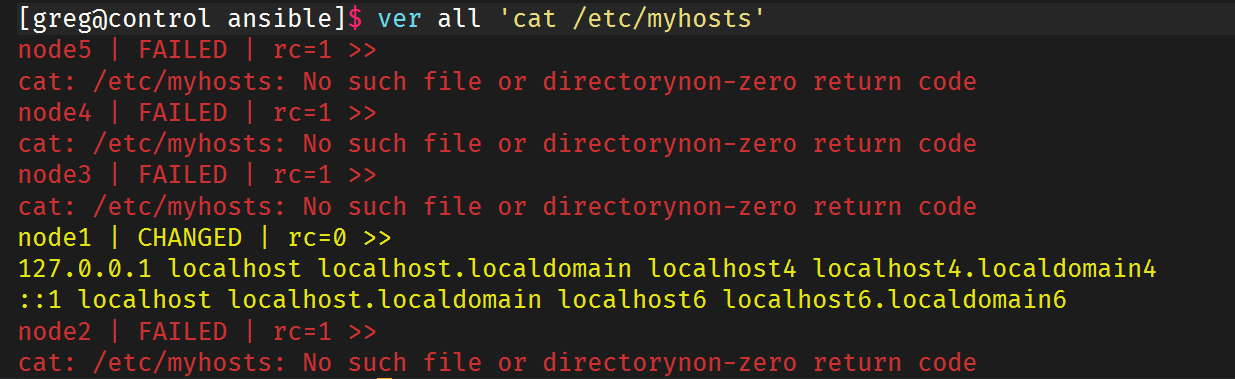 [greg@control ansible]$ ver all 'cat /etc/myhosts'
node5 | FAILED | rc=1 >>
cat: /etc/myhosts: No such file or directorynon-zero return code
node4 | FAILED | rc=1 >>
cat: /etc/myhosts: No such file or directorynon-zero return code
node3 | FAILED | rc=1 >>
cat: /etc/myhosts: No such file or directorynon-zero return code
node1 | CHANGED | rc=0 >>
127.0.0.1 localhost localhost.localdomain localhost4 localhost4.localdomain4
::1 localhost localhost.localdomain localhost6 localhost6.localdomain6
node2 | FAILED | rc=1 >>
cat: /etc/myhosts: No such file or directorynon-zero return code